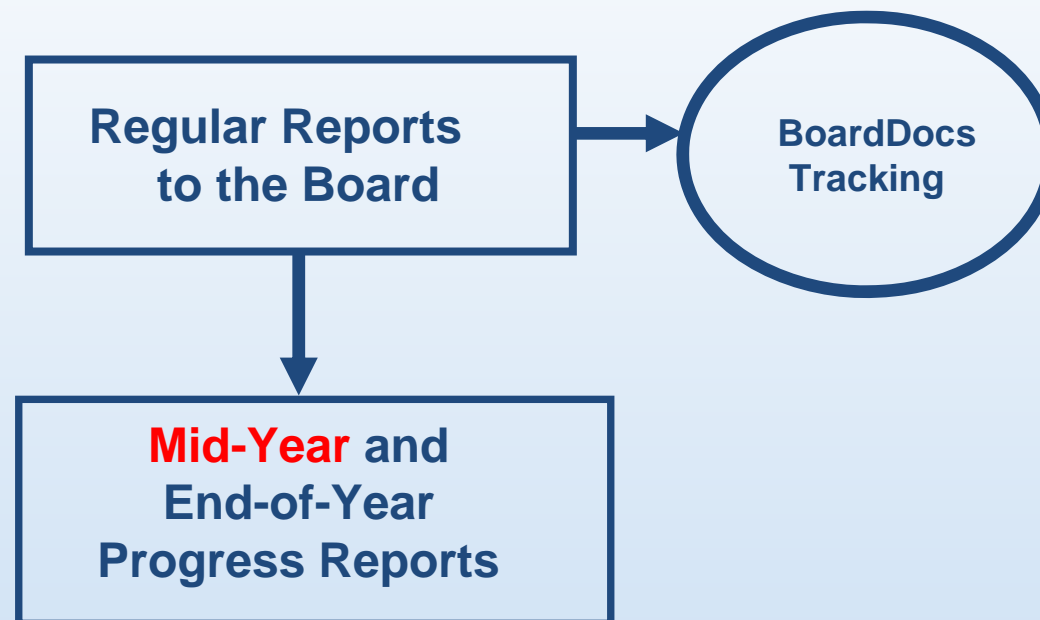 Regular Reports
to the Board
BoardDocs
Tracking
Mid-Year and
End-of-Year
Progress Reports